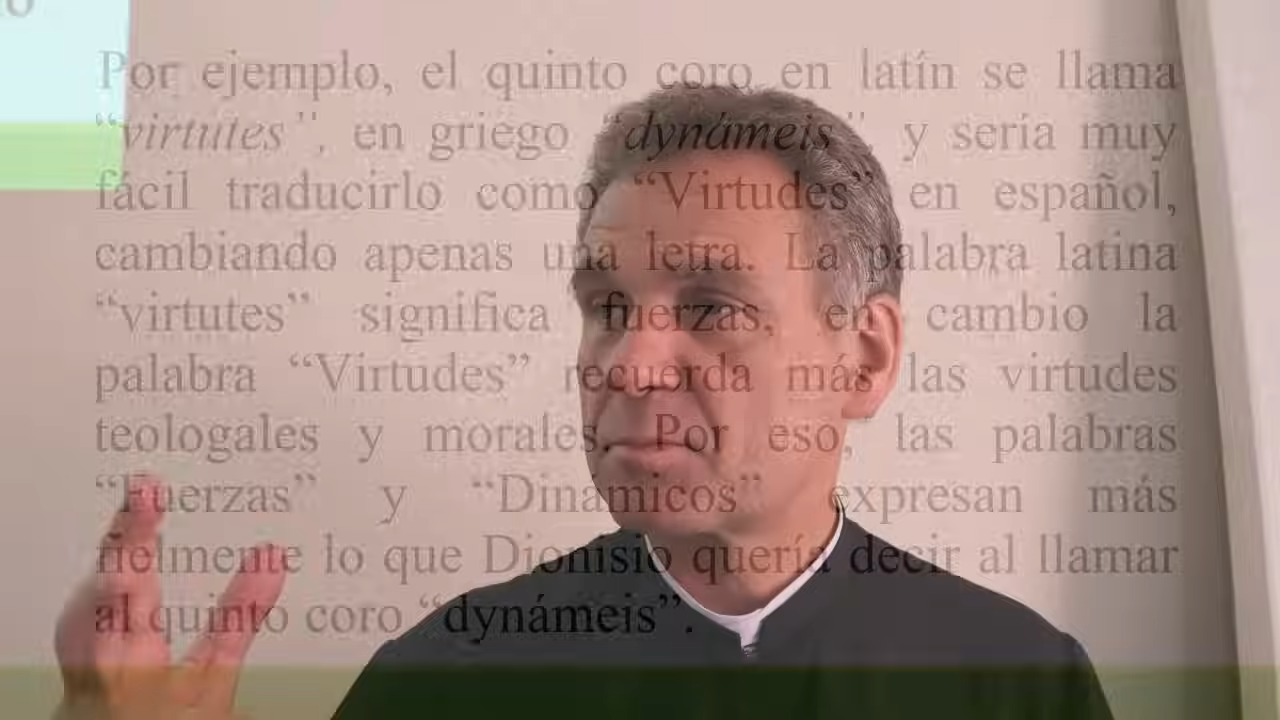 Por ejemplo, el quinto coro en latín se llama
“virtutes”, en griego “dynámeis” y sería muy
fácil traducirlo como “Virtudes” en español,
cambiando apenas una letra. La palabra latina
“virtutes” significa fuerzas, en cambio la
palabra “Virtudes” recuerda más las virtudes
teologales y morales. Por eso, las palabras
“Fuerzas” y “Dinámicos” expresan más
fielmente lo que Dionisio quería decir al llamar
al quinto coro “dynámeis”.